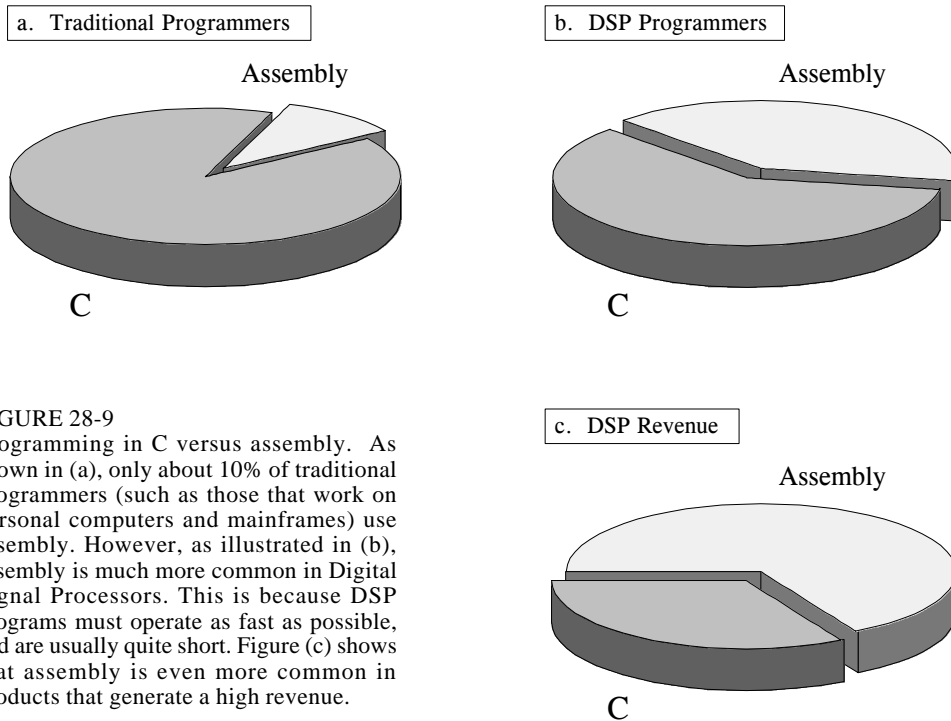 a. Traditional Programmers
Assembly
C
b. DSP Programmers
Assembly
C
GURE 28-9
ogramming in C versus assembly. As
own in (a), only about 10% of traditional
ogrammers (such as those that work on
rsonal computers and mainframes) use
sembly. However, as illustrated in (b),
sembly is much more common in Digital
gnal Processors. This is because DSP
ograms must operate as fast as possible,
d are usually quite short. Figure (c) shows
at assembly is even more common in
oducts that generate a high revenue.
c. DSP Revenue
Assembly
C